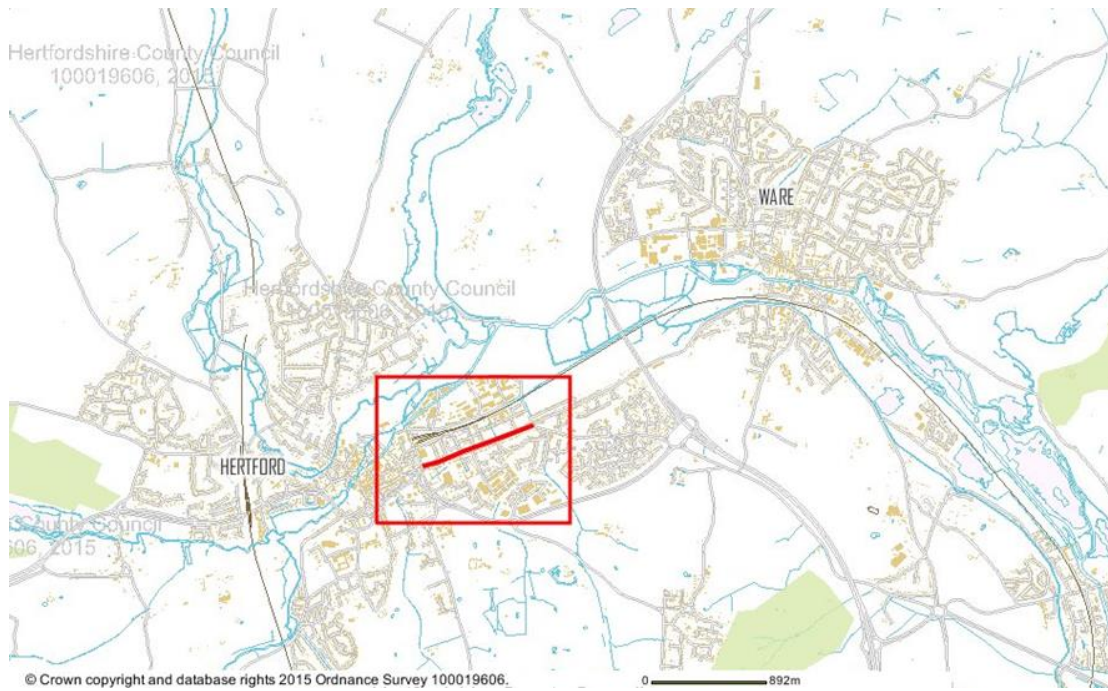 Hertfordshire County Council
100019606, 2015
WARE
Hertfordshire County Council
HERTFORD
County Council
606, 2015
© Crown copyright and database rights 2015 Ordnance Survey 100019606.
0 892m